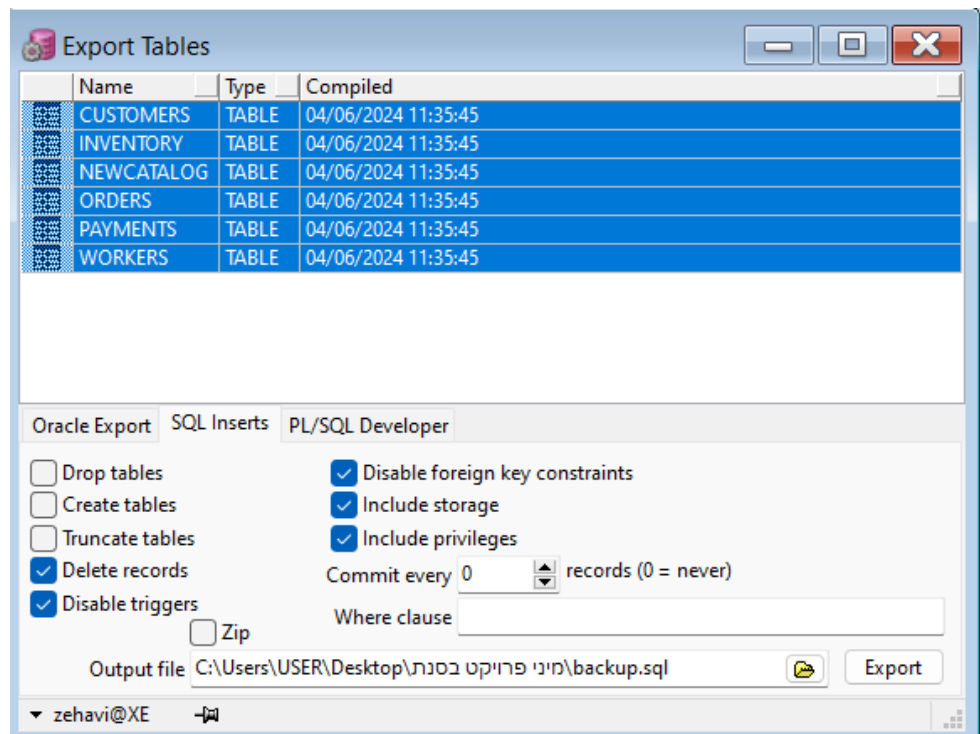 Export Tables
Name Type Compiled
CUSTOMERS TABLE 04/06/2024 11:35:45
INVENTORY TABLE 04/06/2024 11:35:45
NEWCATALOG TABLE 04/06/2024 11:35:45
ORDERS TABLE 04/06/2024 11:35:45
PAYMENTS TABLE 04/06/2024 11:35:45
WORKERS TABLE 04/06/2024 11:35:45
Oracle Export SQL Inserts PL/SQL Developer
Drop tables Disable foreign key constraints
Create tables Include storage
Truncate tables Include privileges
Delete records Commit every 0 records (0 = never)
Disable triggers Where clause
Zip
Output file C:\Users\USER\Desktop\מיני פרויקט בסנת\backup.sql Export
zehavi@XE